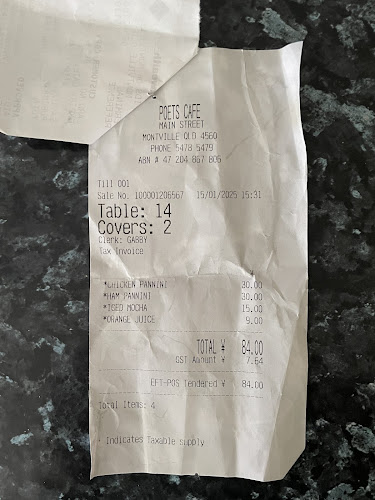 POETS CAFE
MAIN STREET
MONTVILLE QLD 4560
PHONE 5478 5479
ABN # 47 204 867 806
Till 001
Sale No. 100001206567 15/01/2025 15:31
Table: 14
Covers: 2
Clerk: GABBY
Tax Invoice
*CHICKEN PANNINI 30.00
*HAM PANNINI 30.00
*ICED MOCHA 15.00
*ORANGE JUICE 9.00
TOTAL ¥ 84.00
GST Amount ¥ 7.64
EFT-POS Tendered ¥ 84.00
Total Items: 4
* Indicates Taxable supply